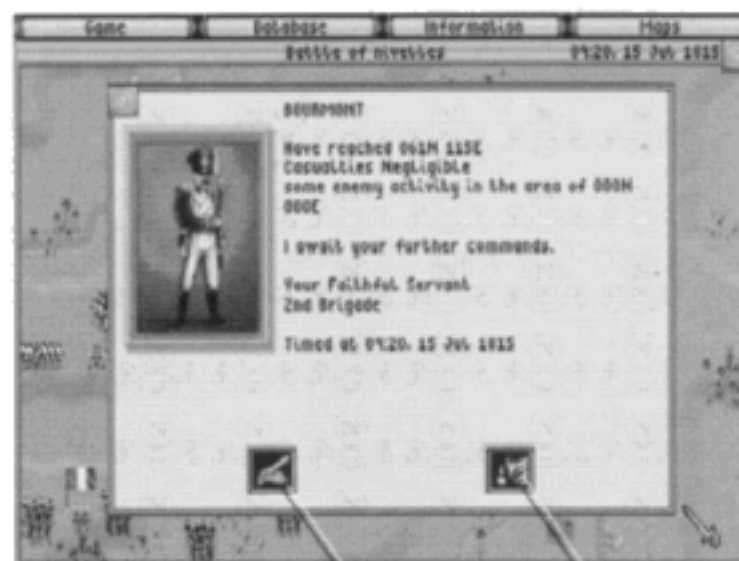 Game Database Information Maps
Battle of nivelles 09:20, 15 Jul 1815
BOURMONT
Have reached 061N 115E
Casualties Negligible
some enemy activity in the area of 000N
000E
I await your further commands.
Your Faithful Servant
2nd Brigade
Timed at 09:20, 15 Jul 1815